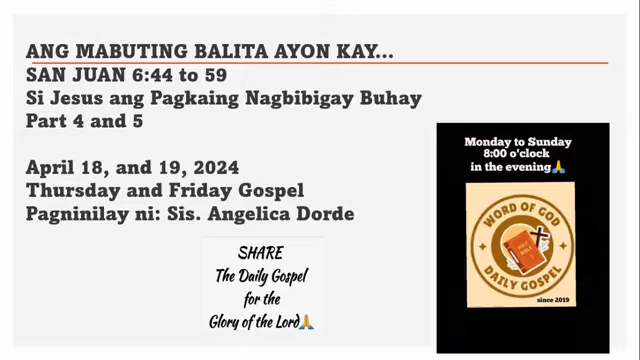 ANG MABUTING BALITA AYON KAY...
SAN JUAN 6:44 to 59
Si Jesus ang Pagkaing Nagbibigay Buhay
Part 4 and 5
April 18, and 19, 2024
Thursday and Friday Gospel
Pagninilay ni: Sis. Angelica Dorde
SHARE
The Daily Gospel
for the
Glory of the Lord🙏
Monday to Sunday
8:00 o'clock
in the evening🙏
WORD OF GOD
HOLY BIBLE
DAILY GOSPEL
since 2019